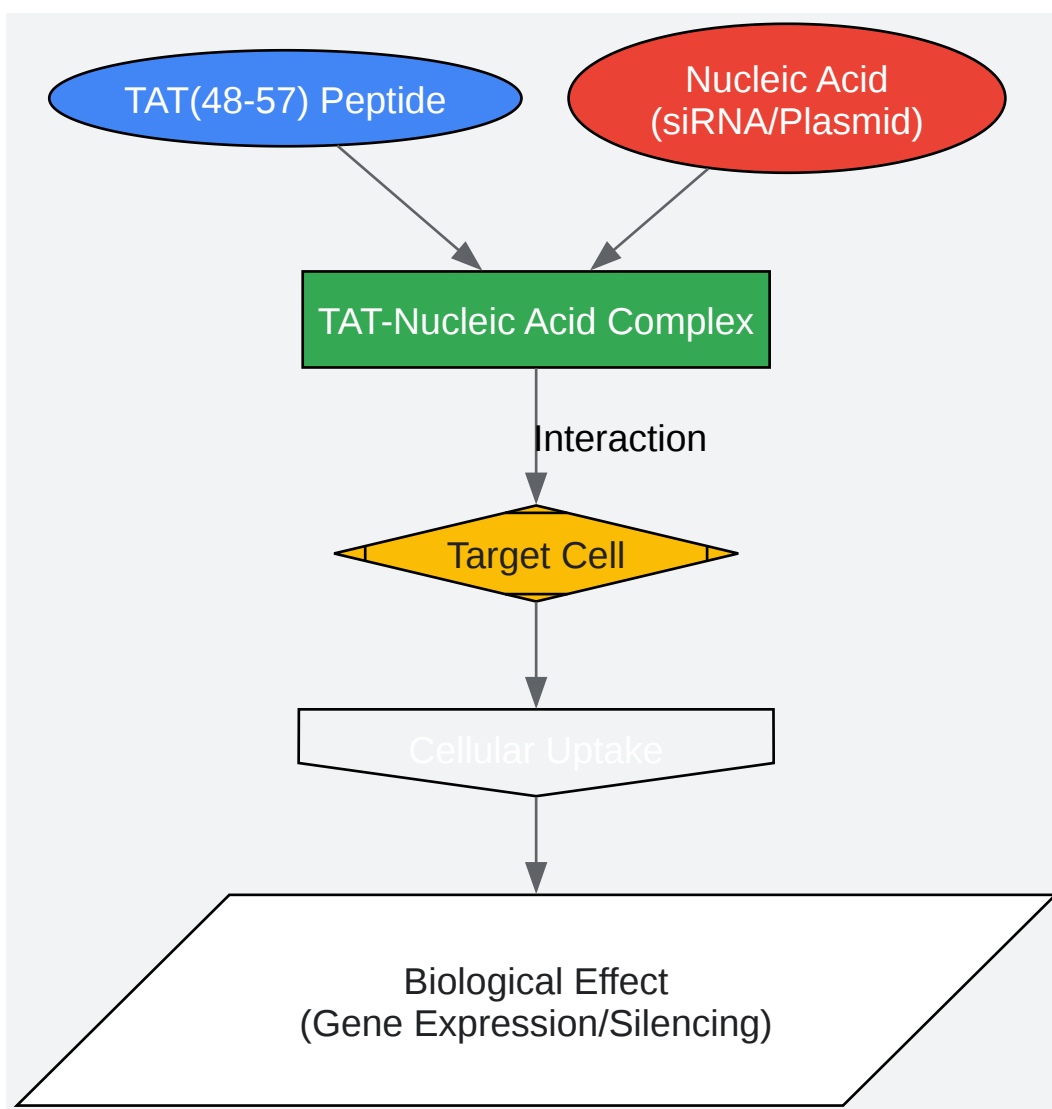 TAT(48-57) Peptide
Nucleic Acid
(siRNA/Plasmid)
TAT-Nucleic Acid Complex
Interaction
Target Cell
Cellular Uptake
Biological Effect
(Gene Expression/Silencing)